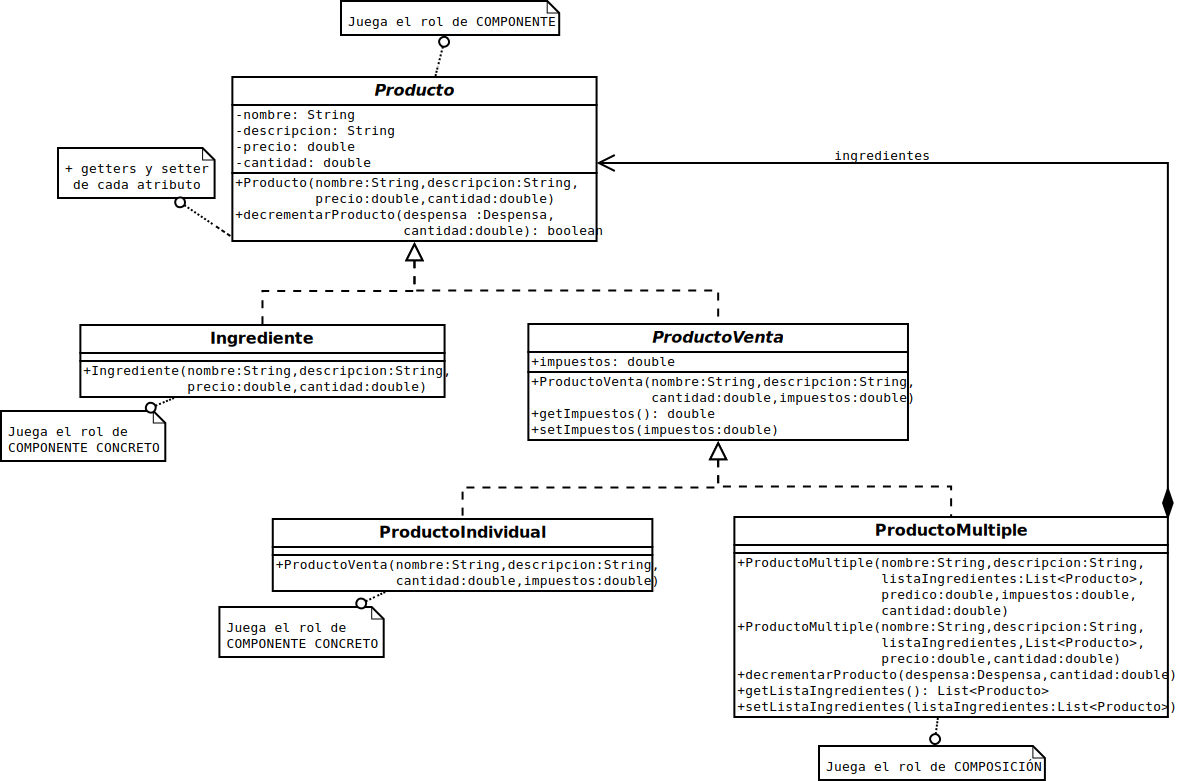 Juega el rol de COMPONENTE
Producto
-nombre: String
-descripcion: String
-precio: double
-cantidad: double
+Producto(nombre:String,descripcion:String,
precio:double,cantidad:double)
+decrementarProducto(despensa :Despensa,
cantidad:double): boolean
+ getters y setter
de cada atributo
ingredientes
Ingrediente
+Ingrediente(nombre:String,descripcion:String,
precio:double,cantidad:double)
Juega el rol de
COMPONENTE CONCRETO
ProductoVenta
+impuestos: double
+ProductoVenta(nombre:String,descripcion:String,
cantidad:double,impuestos:double)
+getImpuestos(): double
+setImpuestos(impuestos:double)
ProductoIndividual
+ProductoVenta(nombre:String,descripcion:String,
cantidad:double,impuestos:double)
Juega el rol de
COMPONENTE CONCRETO
ProductoMultiple
+ProductoMultiple(nombre:String,descripcion:String,
listaIngredientes:List<Producto>,
predico:double,impuestos:double,
cantidad:double)
+ProductoMultiple(nombre:String,descripcion:String,
listaIngredientes,List<Producto>,
precio:double,cantidad:double)
+decrementarProducto(despensa:Despensa,cantidad:double)
+getListaIngredientes(): List<Producto>
+setListaIngredientes(listaIngredientes:List<Producto>)
Juega el rol de COMPOSICIÓN